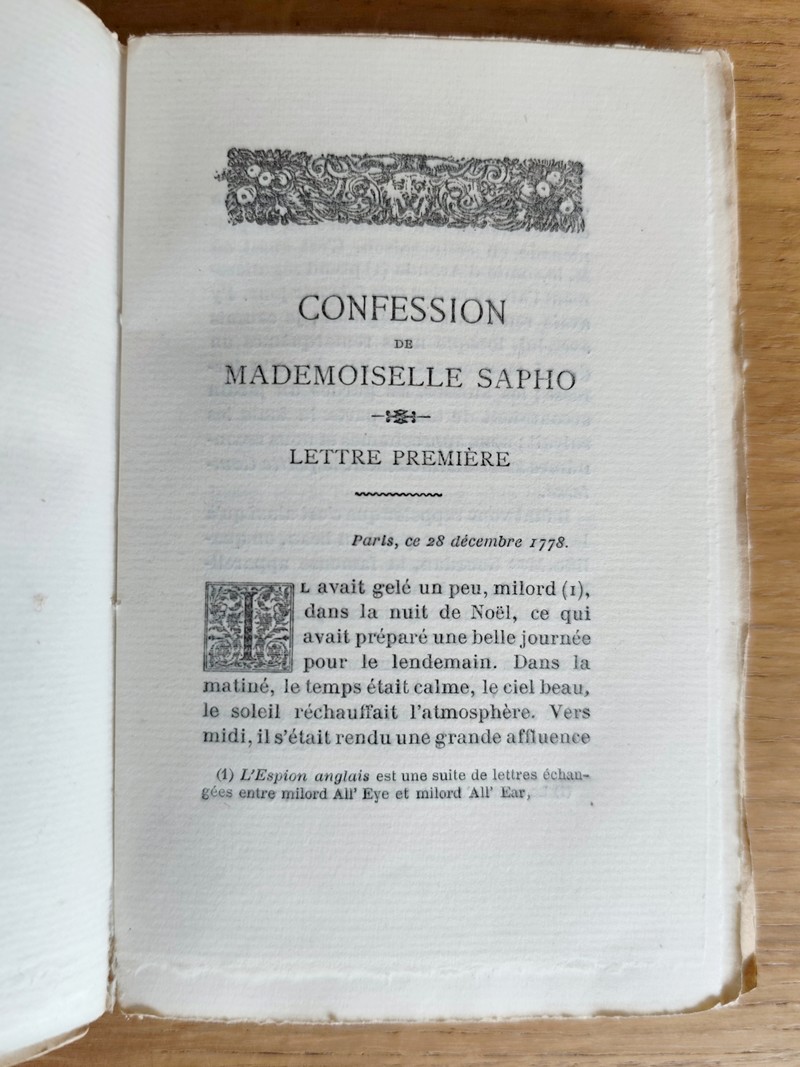 CONFESSION
DE
MADEMOISELLE SAPHO
LETTRE PREMIÈRE
Paris, ce 28 décembre 1778.
IL avait gelé un peu, milord (1),
dans la nuit de Noël, ce qui
avait préparé une belle journée
pour le lendemain. Dans la
matiné, le temps était calme, le ciel beau,
le soleil réchauffait l'atmosphère. Vers
midi, il s'était rendu une grande affluence
(1) L'Espion anglais est une suite de lettres échan-
gées entre milord All' Eye et milord All' Ear,